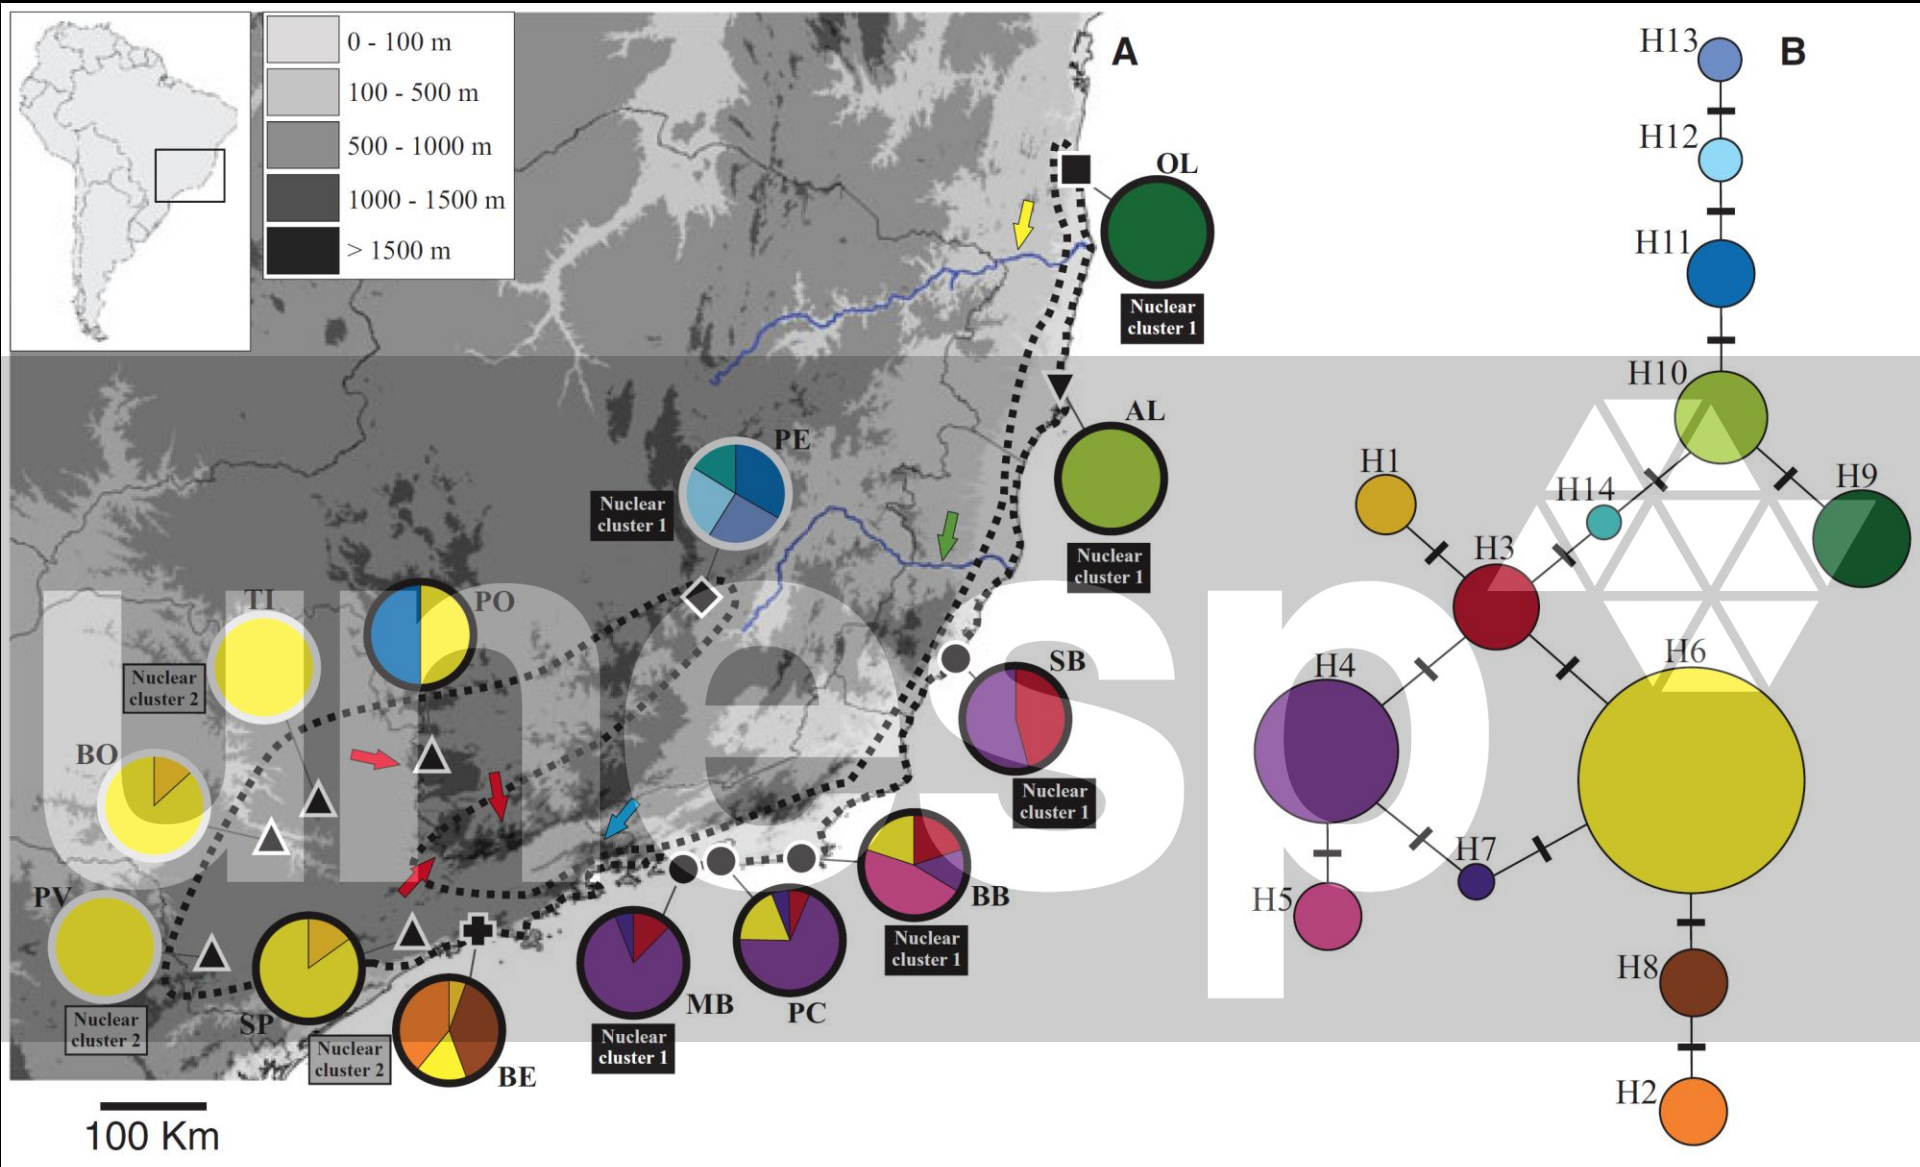 0 - 100 m
100 - 500 m
500 - 1000 m
1000 - 1500 m
> 1500 m
A
OL
Nuclear
cluster 1
AL
Nuclear
cluster 1
PE
Nuclear
cluster 1
TI
PO
Nuclear
cluster 2
BO
SB
Nuclear
cluster 1
PV
Nuclear
cluster 2
SP
Nuclear
cluster 2
BE
MB
Nuclear
cluster 1
PC
BB
Nuclear
cluster 1
100 Km
B
H13
H12
H11
H10
H1
H14
H9
H3
H4
H6
H7
H5
H8
H2
unesp